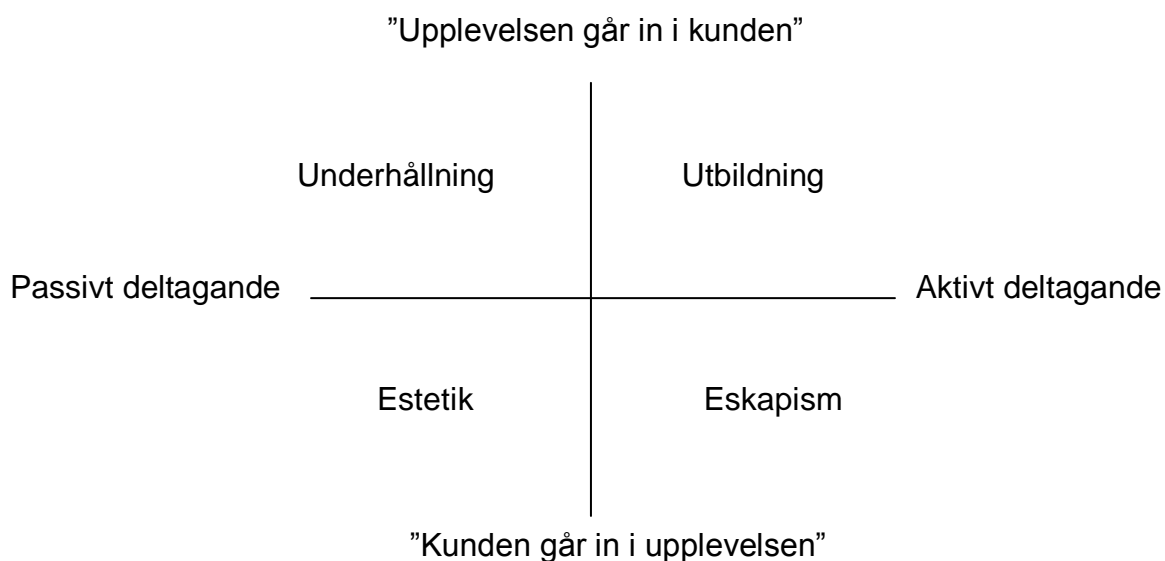 ”Upplevelsen går in i kunden”
Underhållning
Utbildning
Passivt deltagande
Aktivt deltagande
Estetik
Eskapism
”Kunden går in i upplevelsen”